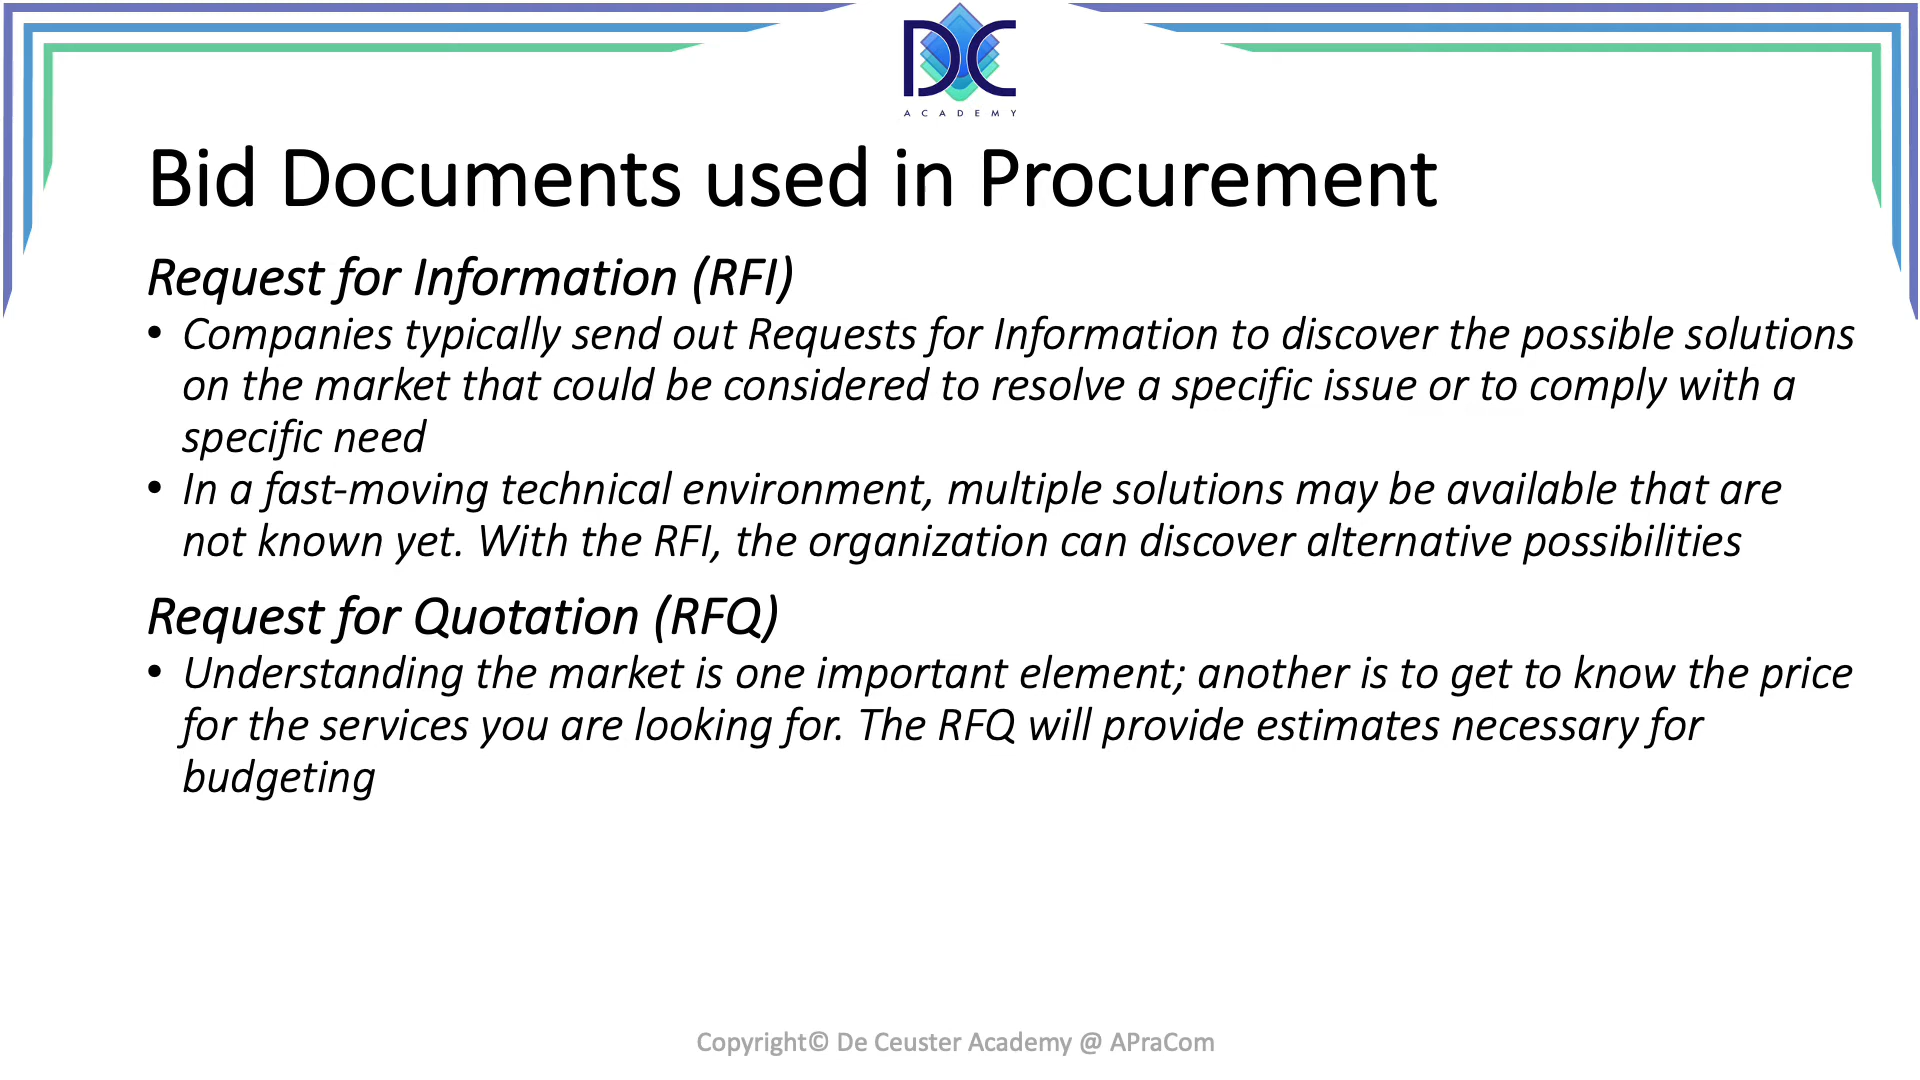 DC
ACADEMY
Bid Documents used in Procurement
Request for Information (RFI)
• Companies typically send out Requests for Information to discover the possible solutions
on the market that could be considered to resolve a specific issue or to comply with a
specific need
• In a fast-moving technical environment, multiple solutions may be available that are
not known yet. With the RFI, the organization can discover alternative possibilities
Request for Quotation (RFQ)
• Understanding the market is one important element; another is to get to know the price
for the services you are looking for. The RFQ will provide estimates necessary for
budgeting
Copyright© De Ceuster Academy @ APraCom